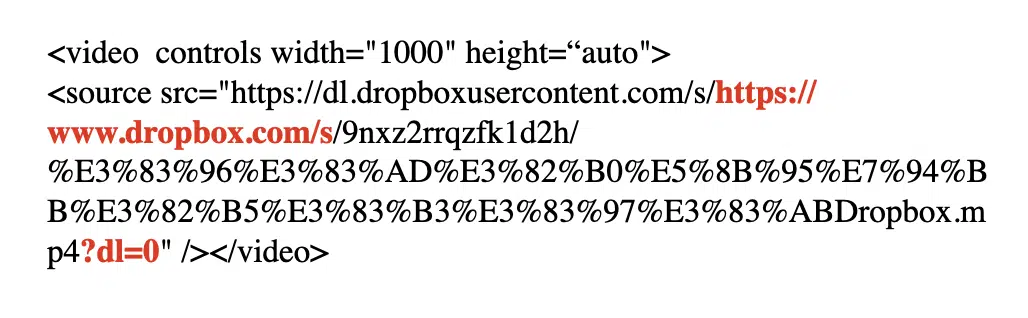 <video  controls width="1000" height=“auto">
<source src="https://dl.dropboxusercontent.com/s/https://
www.dropbox.com/s/9nxz2rrqzfk1d2h/
%E3%83%96%E3%83%AD%E3%82%B0%E5%8B%95%E7%94%B
B%E3%82%B5%E3%83%B3%E3%83%97%E3%83%ABDropbox.m
p4?dl=0" /></video>